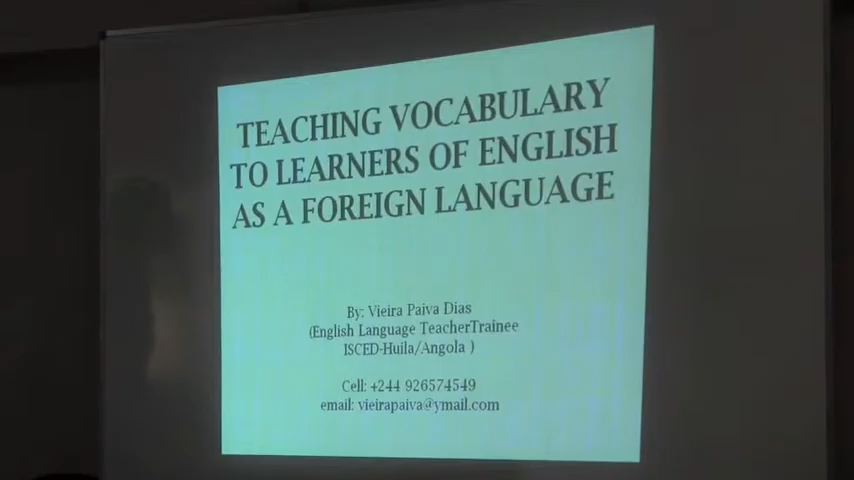 TEACHING VOCABULARY
TO LEARNERS OF ENGLISH
AS A FOREIGN LANGUAGE
By: Vieira Paiva Dias
(English Language TeacherTrainee
ISCED-Huila/Angola )
Cell: +244 926574549
email: vieirapaiva@ymail.com